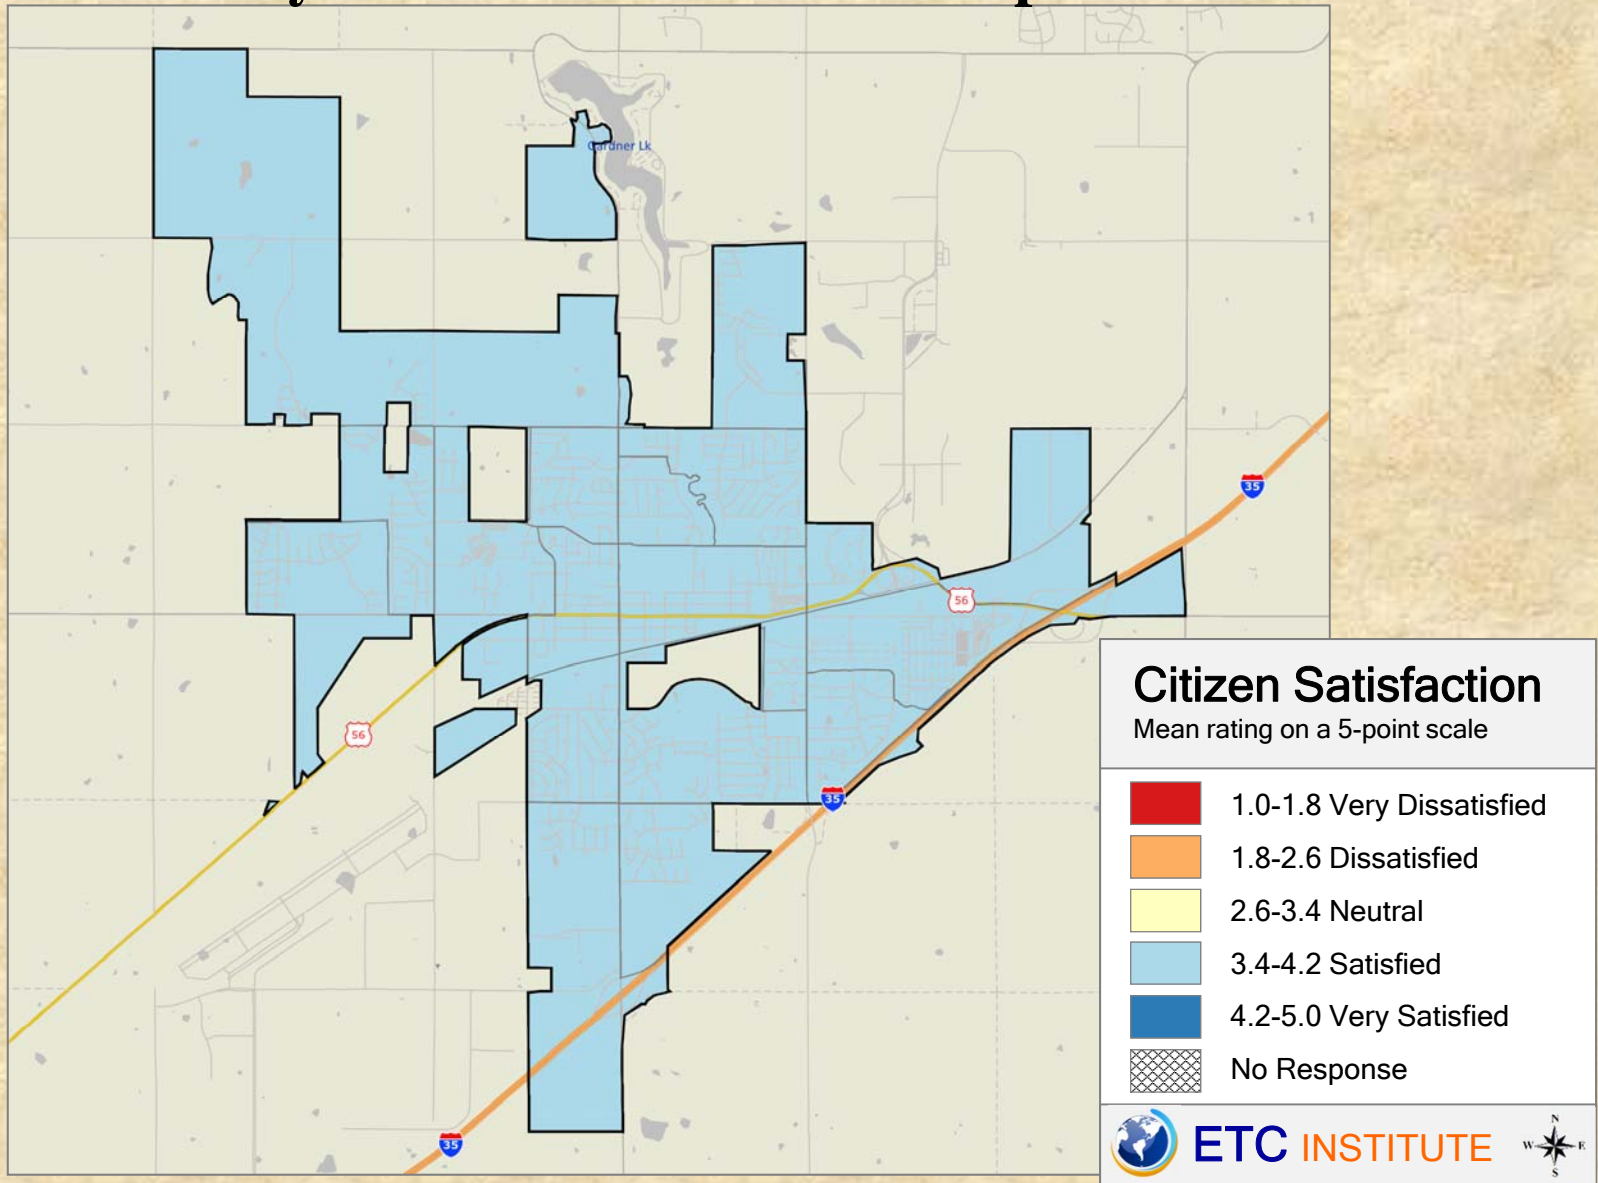 Gardner Lk
35
56
56
35
35
Citizen Satisfaction
Mean rating on a 5-point scale
1.0-1.8 Very Dissatisfied
1.8-2.6 Dissatisfied
2.6-3.4 Neutral
3.4-4.2 Satisfied
4.2-5.0 Very Satisfied
No Response
ETC INSTITUTE
N
W E
S